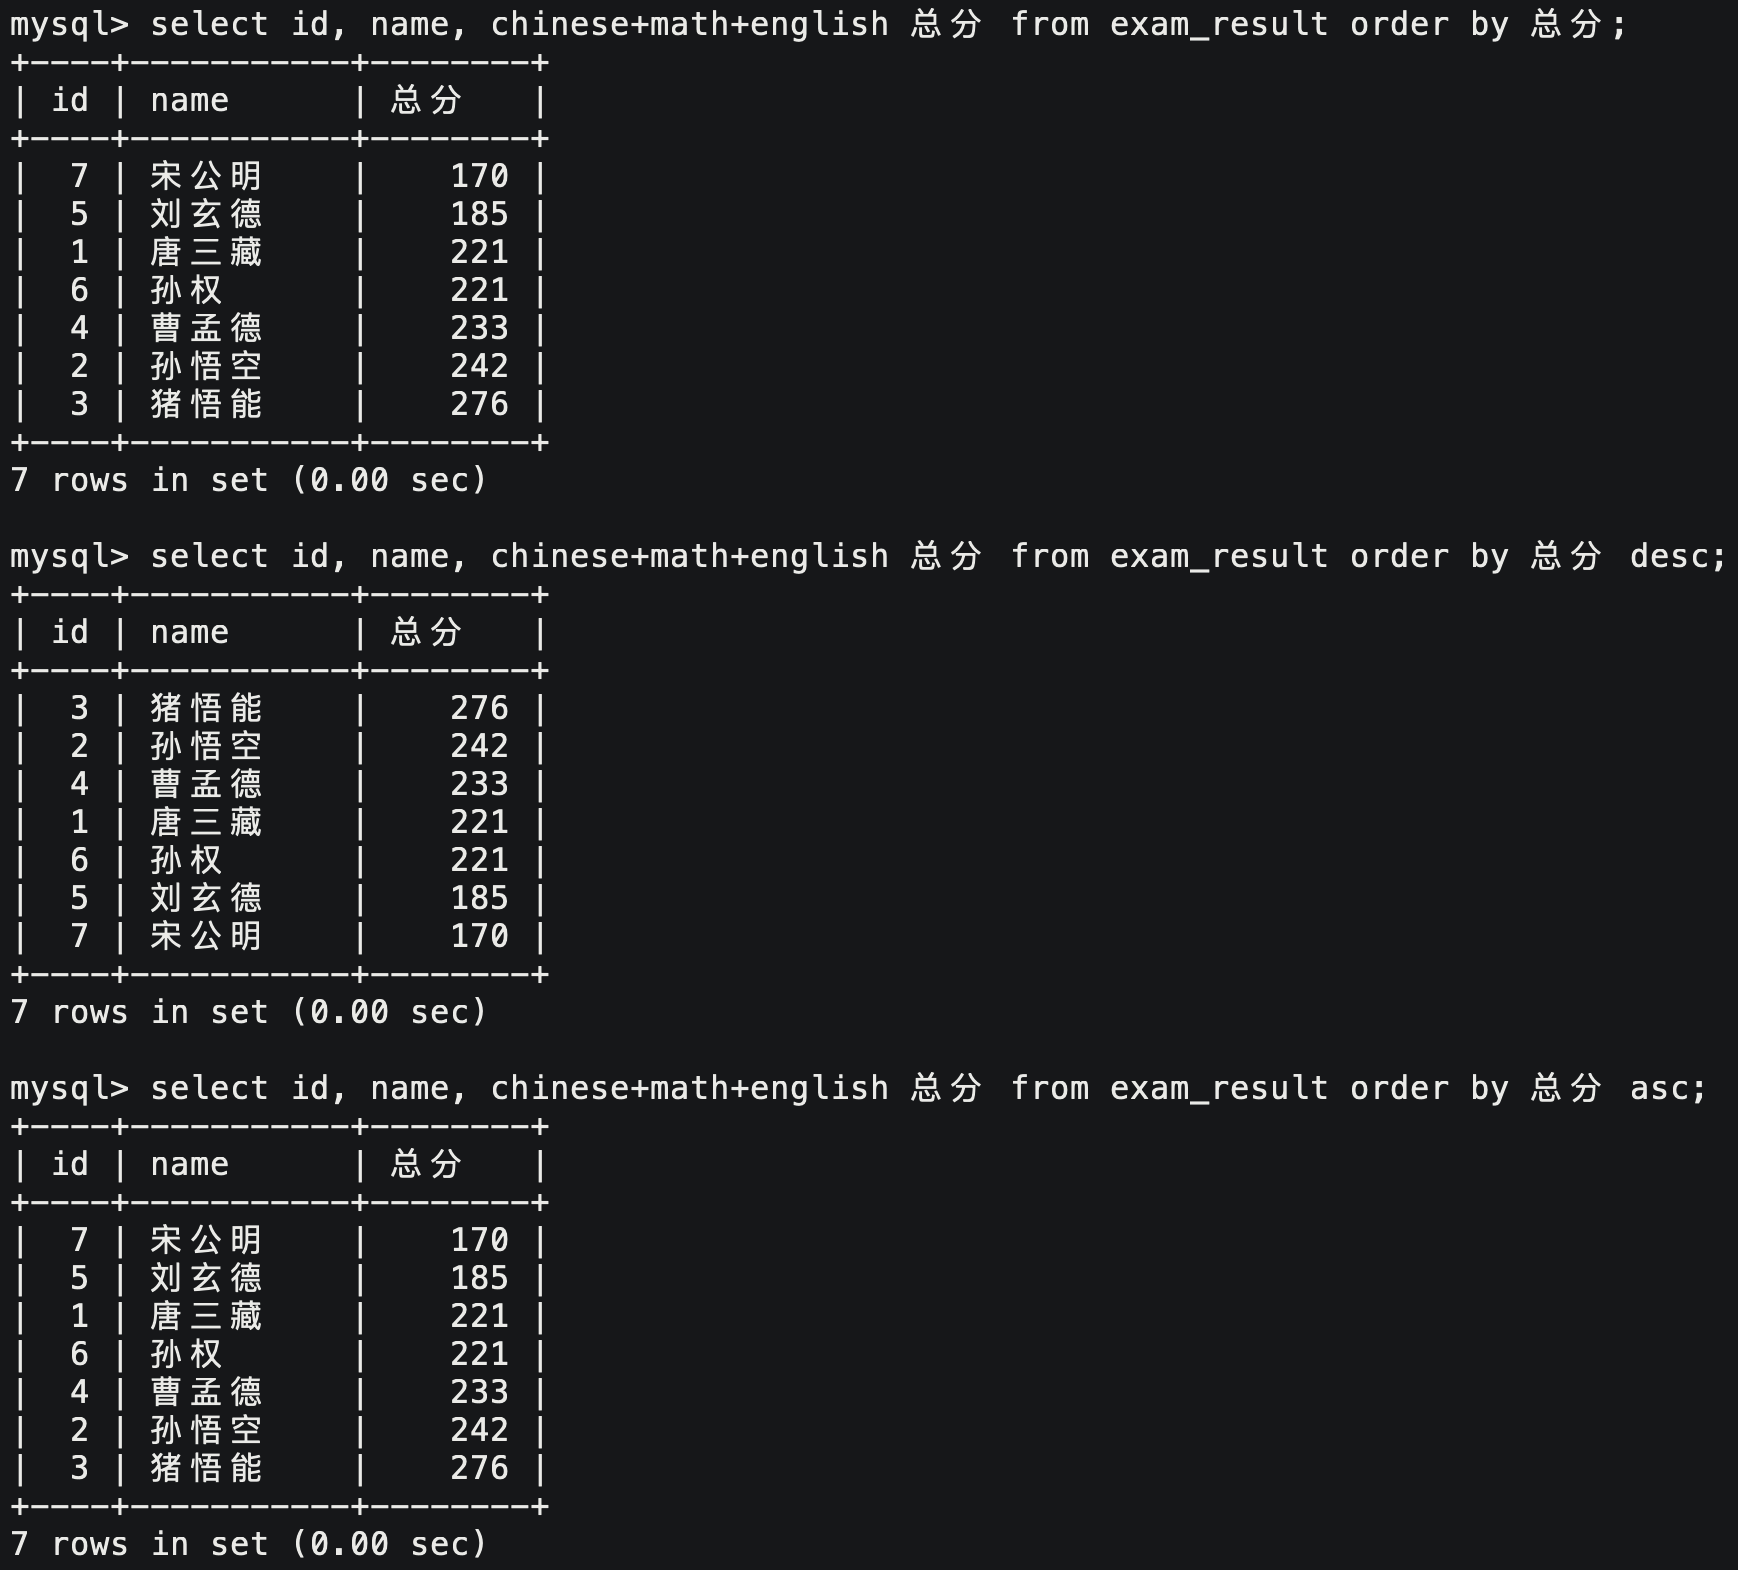 mysql> select id, name, chinese+math+english 总分 from exam_result order by 总分;
+----+-----------+--------+
| id | name      | 总分   |
+----+-----------+--------+
|  7 | 宋公明    |    170 |
|  5 | 刘玄德    |    185 |
|  1 | 唐三藏    |    221 |
|  6 | 孙权      |    221 |
|  4 | 曹孟德    |    233 |
|  2 | 孙悟空    |    242 |
|  3 | 猪悟能    |    276 |
+----+-----------+--------+
7 rows in set (0.00 sec)
mysql> select id, name, chinese+math+english 总分 from exam_result order by 总分 desc;
+----+-----------+--------+
| id | name      | 总分   |
+----+-----------+--------+
|  3 | 猪悟能    |    276 |
|  2 | 孙悟空    |    242 |
|  4 | 曹孟德    |    233 |
|  1 | 唐三藏    |    221 |
|  6 | 孙权      |    221 |
|  5 | 刘玄德    |    185 |
|  7 | 宋公明    |    170 |
+----+-----------+--------+
7 rows in set (0.00 sec)
mysql> select id, name, chinese+math+english 总分 from exam_result order by 总分 asc;
+----+-----------+--------+
| id | name      | 总分   |
+----+-----------+--------+
|  7 | 宋公明    |    170 |
|  5 | 刘玄德    |    185 |
|  1 | 唐三藏    |    221 |
|  6 | 孙权      |    221 |
|  4 | 曹孟德    |    233 |
|  2 | 孙悟空    |    242 |
|  3 | 猪悟能    |    276 |
+----+-----------+--------+
7 rows in set (0.00 sec)